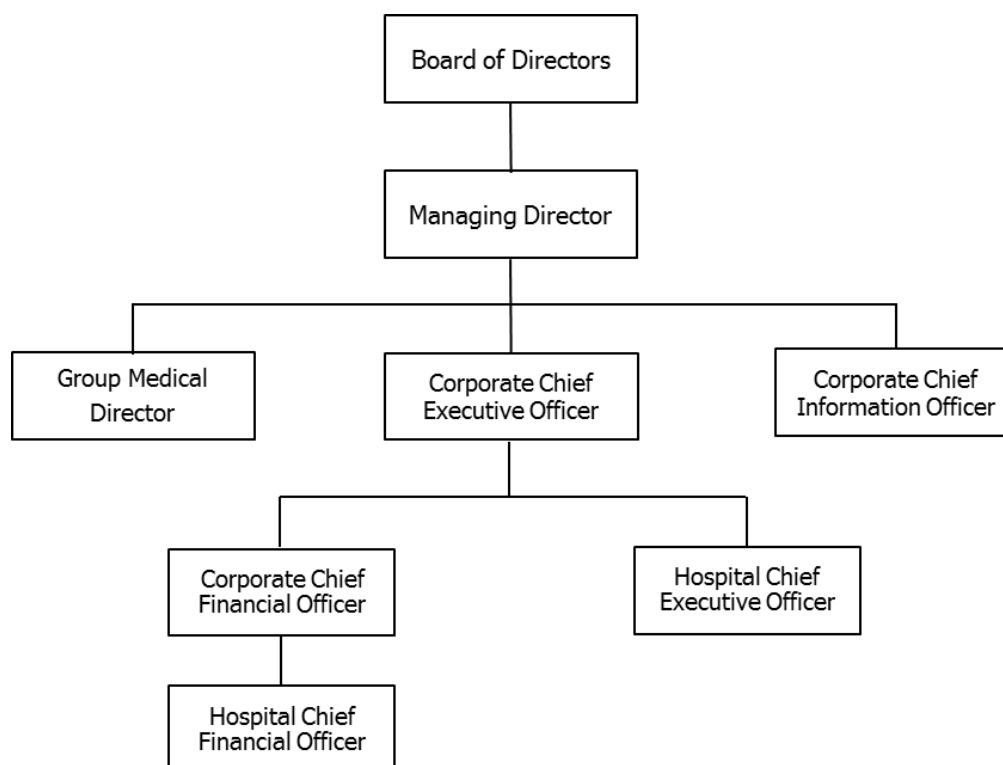 Board of Directors
Managing Director
Group Medical
Director
Corporate Chief
Executive Officer
Corporate Chief
Information Officer
Corporate Chief
Financial Officer
Hospital Chief
Executive Officer
Hospital Chief
Financial Officer